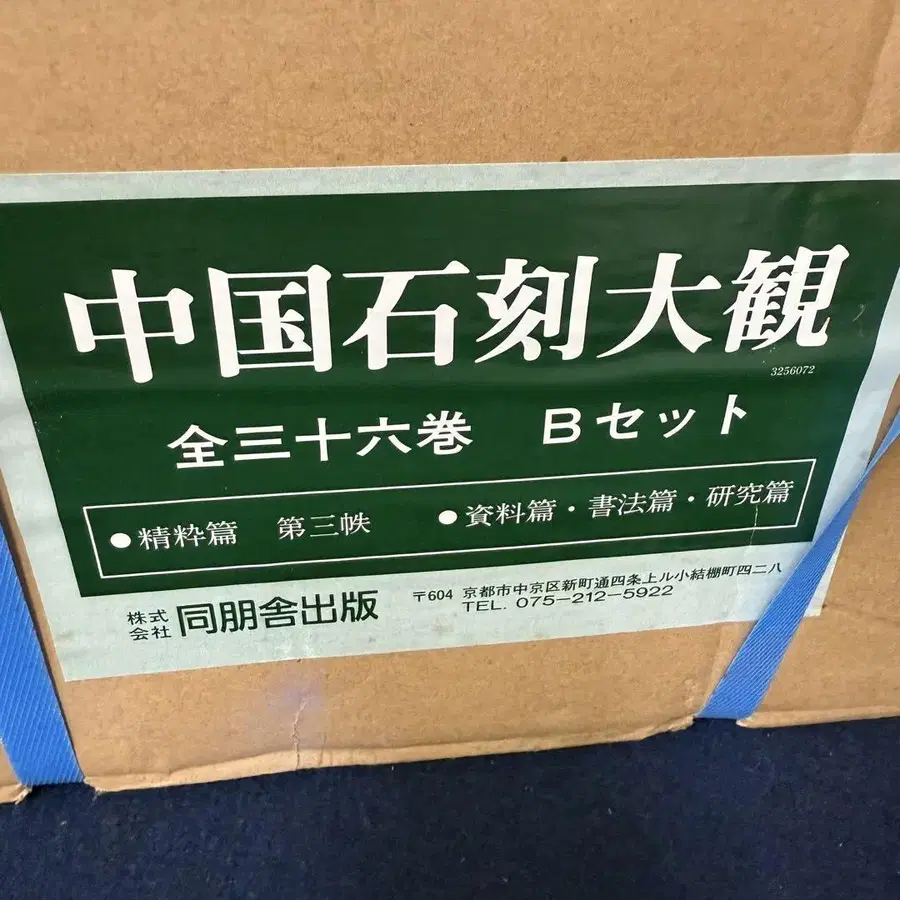 中国石刻大観
3256072
全三十六巻 Bセット
●精粋篇 第三帙 ●資料篇・書法篇・研究篇
株式会社 同朋舎出版 〒604 京都市中京区新町通四条上ル小結棚町四二八
TEL. 075-212-5922